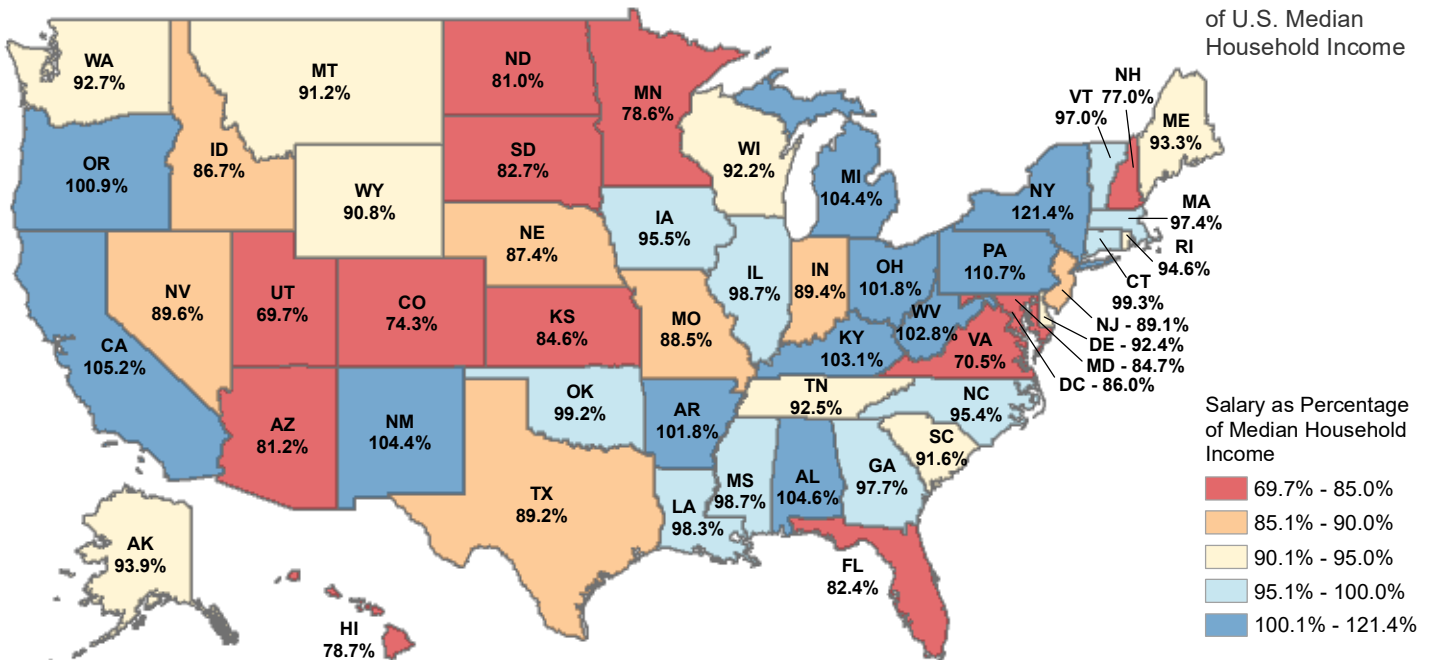 of U.S. Median
Household Income
WA
92.7%
MT
91.2%
ND
81.0%
MN
78.6%
NH
77.0%
VT
97.0%
ME
93.3%
OR
100.9%
ID
86.7%
WY
90.8%
SD
82.7%
WI
92.2%
MI
104.4%
NY
121.4%
MA
97.4%
RI
94.6%
CT
99.3%
NJ - 89.1%
DE - 92.4%
MD - 84.7%
DC - 86.0%
IA
95.5%
NE
87.4%
IL
98.7%
IN
89.4%
OH
101.8%
PA
110.7%
NV
89.6%
UT
69.7%
CO
74.3%
KS
84.6%
MO
88.5%
KY
103.1%
WV
102.8%
VA
70.5%
CA
105.2%
AZ
81.2%
NM
104.4%
OK
99.2%
AR
101.8%
TN
92.5%
NC
95.4%
SC
91.6%
TX
89.2%
LA
98.3%
MS
98.7%
AL
104.6%
GA
97.7%
FL
82.4%
AK
93.9%
HI
78.7%
Salary as Percentage
of Median Household
Income
69.7% - 85.0%
85.1% - 90.0%
90.1% - 95.0%
95.1% - 100.0%
100.1% - 121.4%